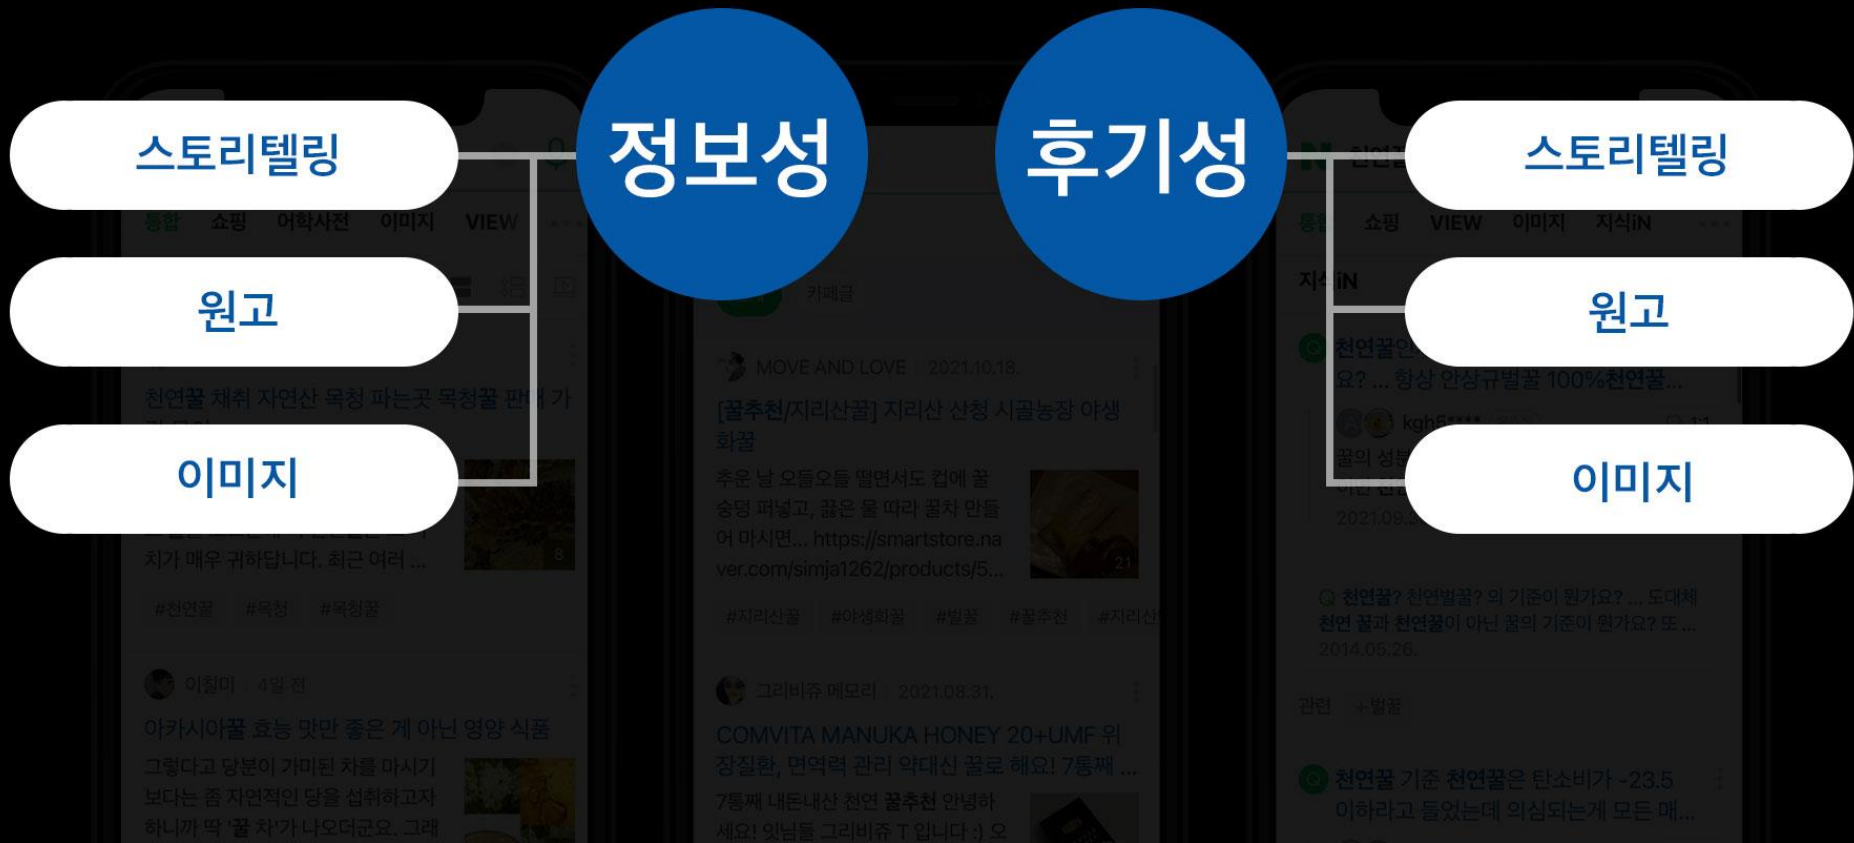 정보성
스토리텔링
원고
이미지
후기성
스토리텔링
원고
이미지
통합 쇼핑 어학사전 이미지 VIEW
천연꿀 채취 자연산 목청 파는곳 목청꿀 판매 가
치가 매우 귀하답니다. 최근 여러 ...
8
#천연꿀 #목청 #목청꿀
이칠미 4일 전
아카시아꿀 효능 맛만 좋은 게 아닌 영양 식품
그렇다고 당분이 가미된 차를 마시기
보다는 좀 자연적인 당을 섭취하고자
하니까 딱 '꿀 차'가 나오더군요. 그래
카페글
MOVE AND LOVE 2021.10.18.
[꿀추천/지리산꿀] 지리산 산청 시골농장 야생
화꿀
추운 날 오들오들 떨면서도 컵에 꿀
숭덩 퍼넣고, 끓은 물 따라 꿀차 만들
어 마시면... https://smartstore.na
ver.com/simja1262/products/5...
21
#지리산꿀 #야생화꿀 #벌꿀 #꿀추천 #지리산
그리비쥬 메모리 2021.08.31.
COMVITA MANUKA HONEY 20+UMF 위
장질환, 면역력 관리 약대신 꿀로 해요! 7통째 ...
7통째 내돈내산 천연 꿀추천 안녕하
세요! 잇님들 그리비쥬 T 입니다 :) 오
통합 쇼핑 VIEW 이미지 지식iN
지식iN
천연꿀
요? ... 항상 안상규벌꿀 100%천연꿀...
kgh5****
꿀의 성분
2021.09.
Q 천연꿀? 천연벌꿀? 의 기준이 뭔가요? ... 도대체
천연 꿀과 천연꿀이 아닌 꿀의 기준이 뭔가요? 또 ...
2014.05.26.
관련 +벌꿀
Q 천연꿀 기준 천연꿀은 탄소비가 -23.5
이하라고 들었는데 의심되는게 모든 매...